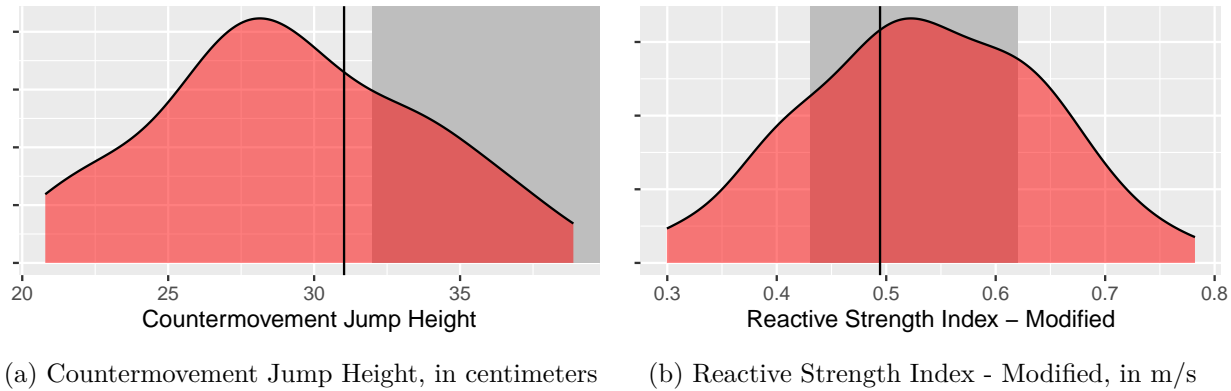 20 25 30 35
Countermovement Jump Height
(a) Countermovement Jump Height, in centimeters
0.3 0.4 0.5 0.6 0.7 0.8
Reactive Strength Index – Modified
(b) Reactive Strength Index - Modified, in m/s